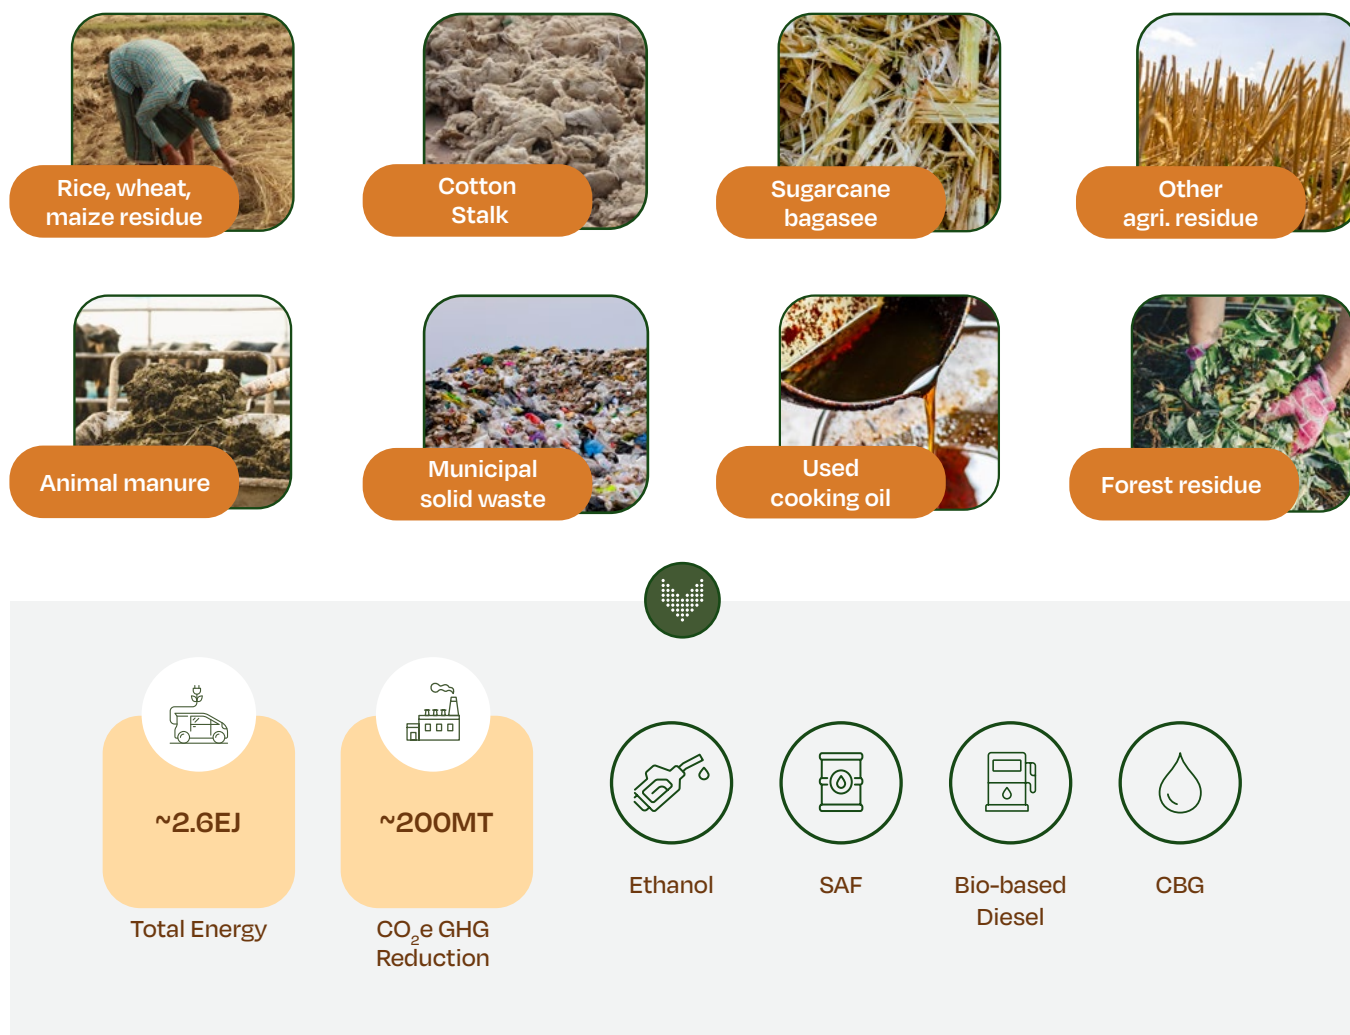 Rice, wheat,
maize residue
Cotton
Stalk
Sugarcane
bagasee
Other
agri. residue
Animal manure
Municipal
solid waste
Used
cooking oil
Forest residue
~2.6EJ
Total Energy
~200MT
CO₂e GHG
Reduction
Ethanol
SAF
Bio-based
Diesel
CBG